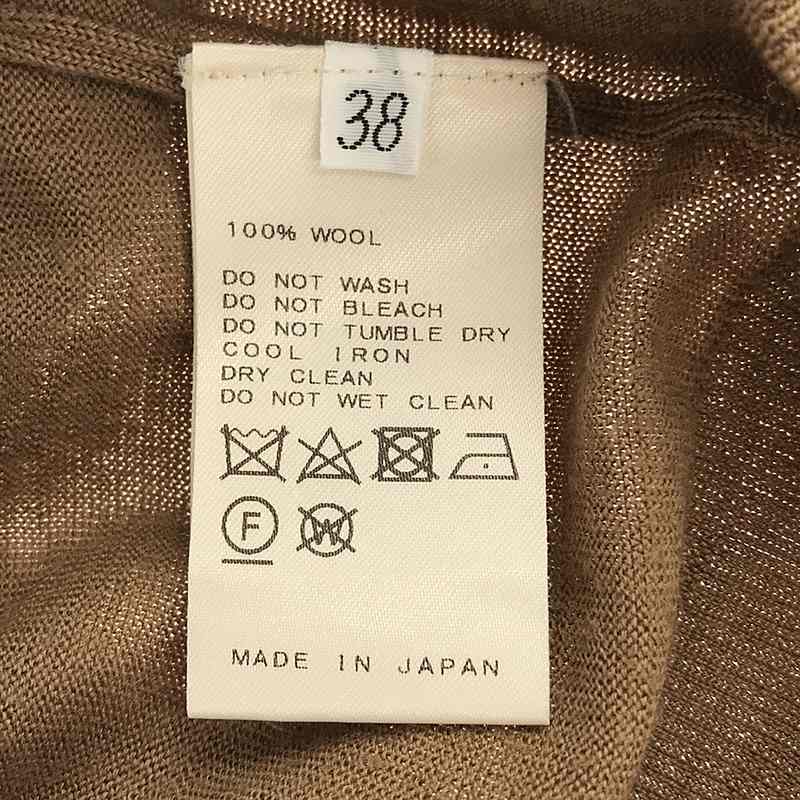 38
100% WOOL
DO NOT WASH
DO NOT BLEACH
DO NOT TUMBLE DRY
COOL IRON
DRY CLEAN
DO NOT WET CLEAN
F W
MADE IN JAPAN